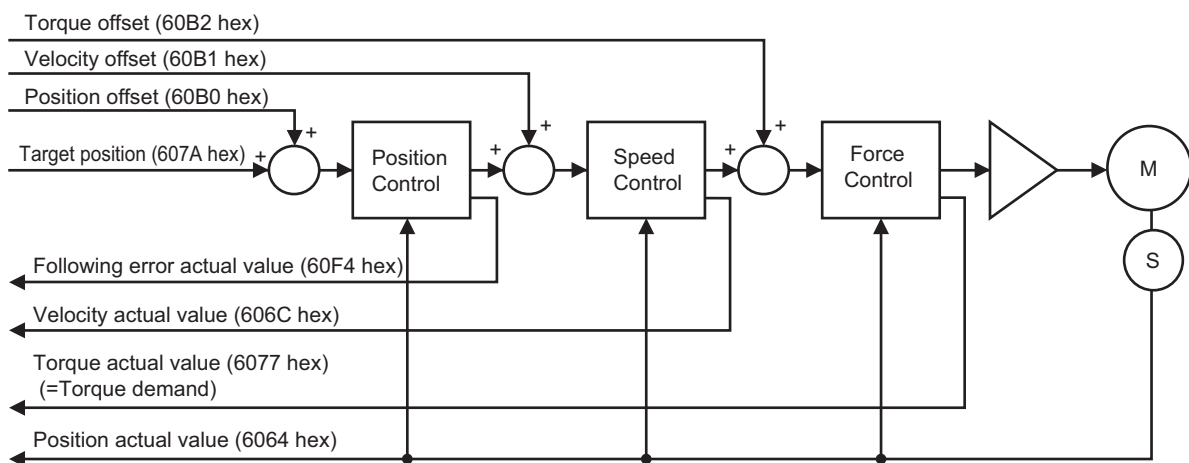 Torque offset (60B2 hex)
Velocity offset (60B1 hex)
Position offset (60B0 hex)
+
+
+
Target position (607A hex)
+
Position
Control
+
Speed
Control
+
Force
Control
M
S
Following error actual value (60F4 hex)
Velocity actual value (606C hex)
Torque actual value (6077 hex)
(=Torque demand)
Position actual value (6064 hex)